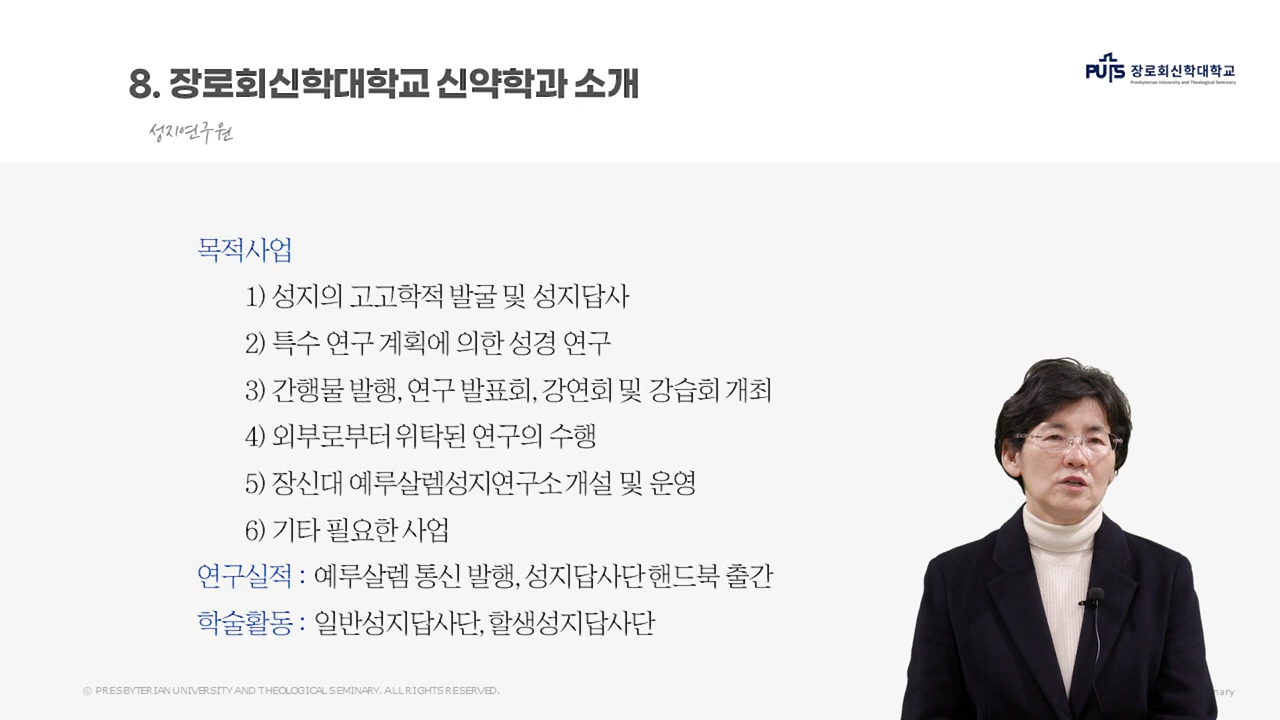 8. 장로회신학대학교 신약학과 소개
PUTS 장로회신학대학교
Presbyterian University and Theological Seminary
성지연구원
목적사업
1) 성지의 고고학적 발굴 및 성지답사
2) 특수 연구 계획에 의한 성경 연구
3) 간행물 발행, 연구 발표회, 강연회 및 강습회 개최
4) 외부로부터 위탁된 연구의 수행
5) 장신대 예루살렘성지연구소 개설 및 운영
6) 기타 필요한 사업
연구실적 : 예루살렘 통신 발행, 성지답사단 핸드북 출간
학술활동 : 일반성지답사단, 할생성지답사단
© PRESBYTERIAN UNIVERSITY AND THEOLOGICAL SEMINARY. ALL RIGHTS RESERVED.